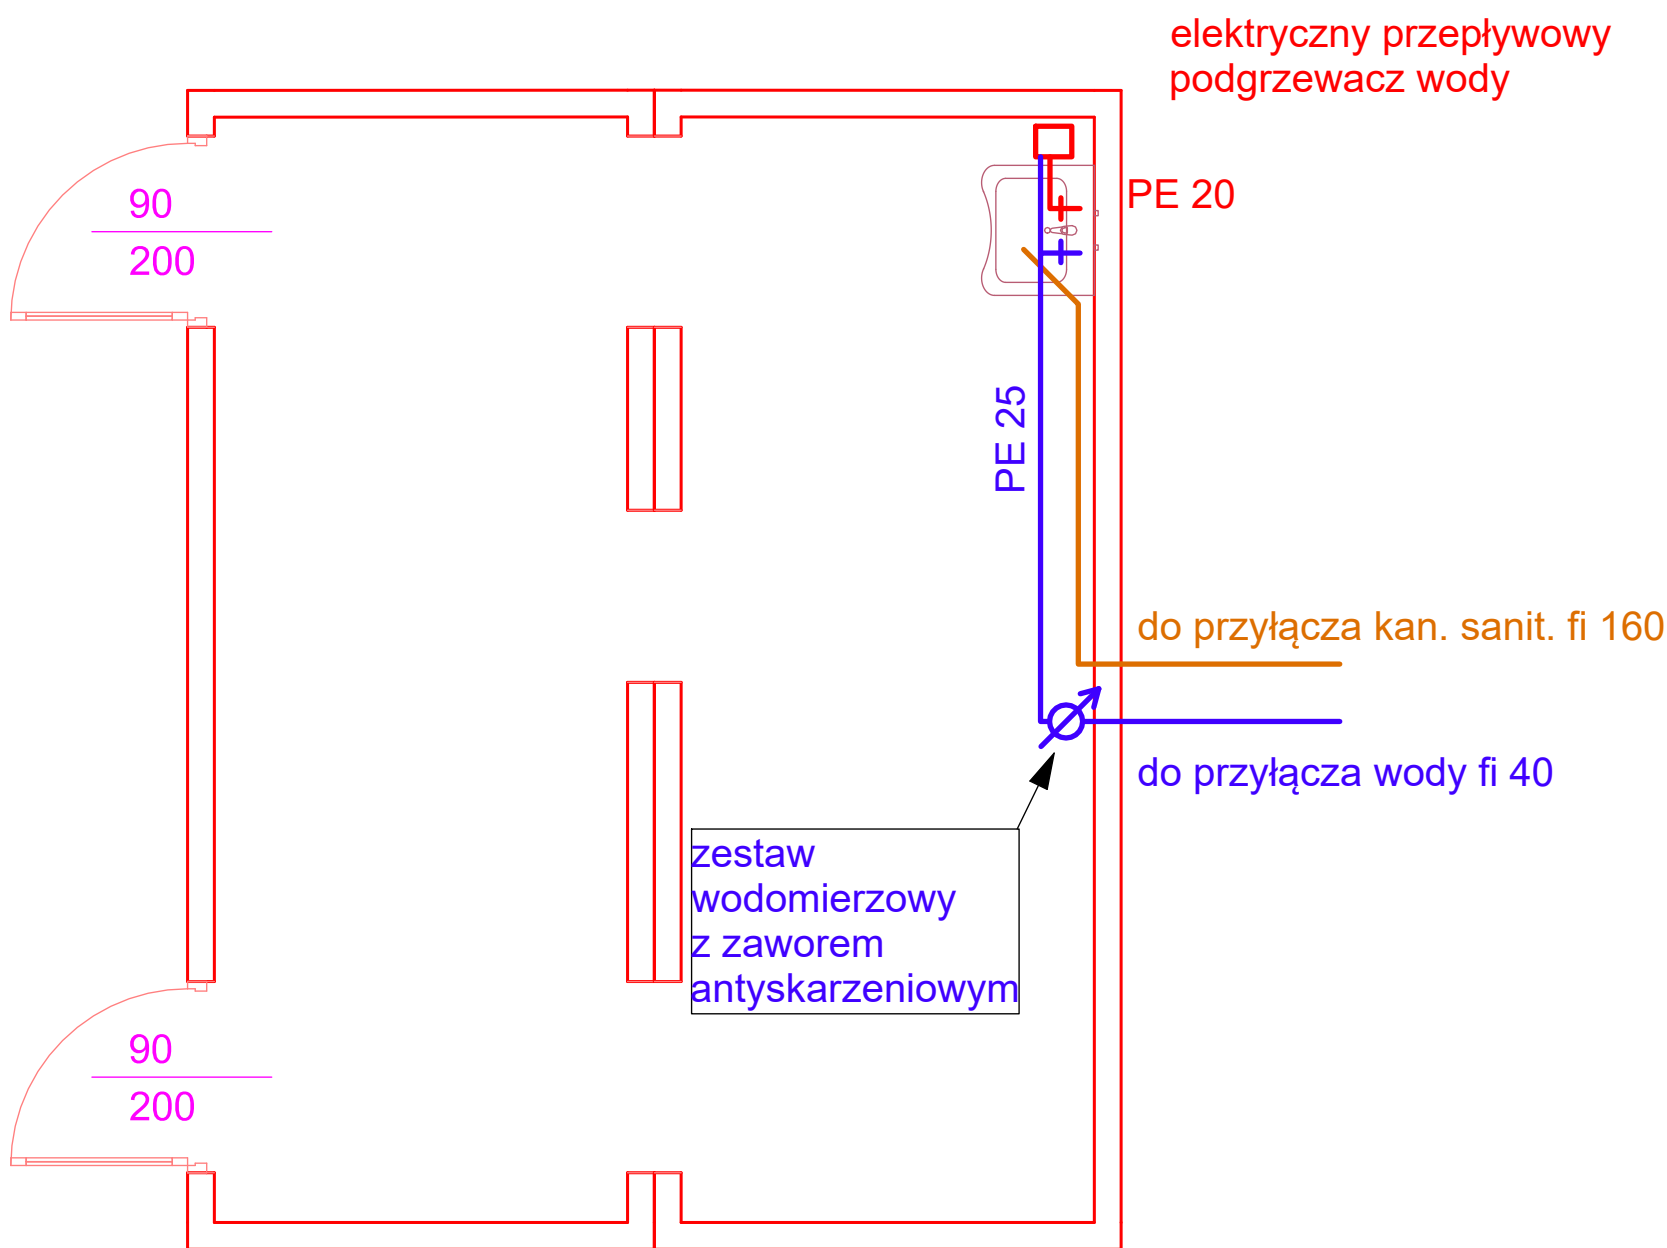 elektryczny przepływowy
podgrzewacz wody
90
200
PE 20
PE 25
do przyłącza kan. sanit. fi 160
do przyłącza wody fi 40
zestaw
wodomierzowy
z zaworem
antyskarzeniowym
90
200